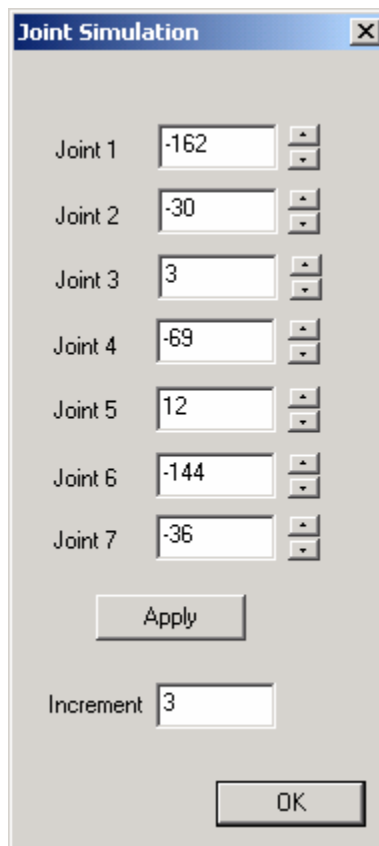 Joint Simulation
Joint 1 -162
Joint 2 -30
Joint 3 3
Joint 4 -69
Joint 5 12
Joint 6 -144
Joint 7 -36
Apply
Increment 3
OK